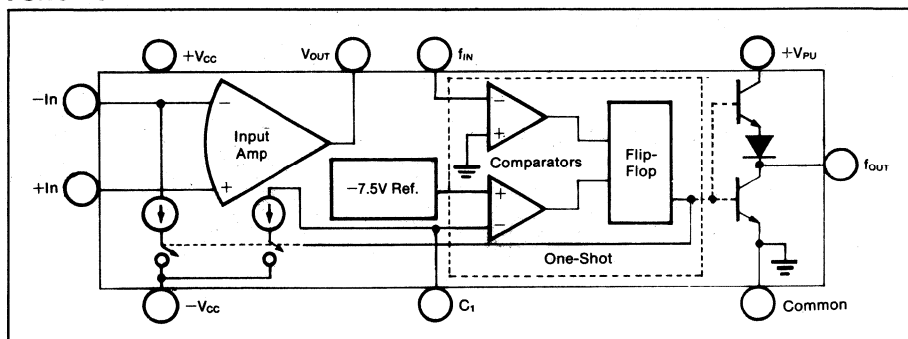 +VCC
VOUT
fIN
+VPU
−In
Input
Amp
Comparators
Flip-
Flop
fOUT
+In
−7.5V Ref.
One-Shot
−VCC
C1
Common